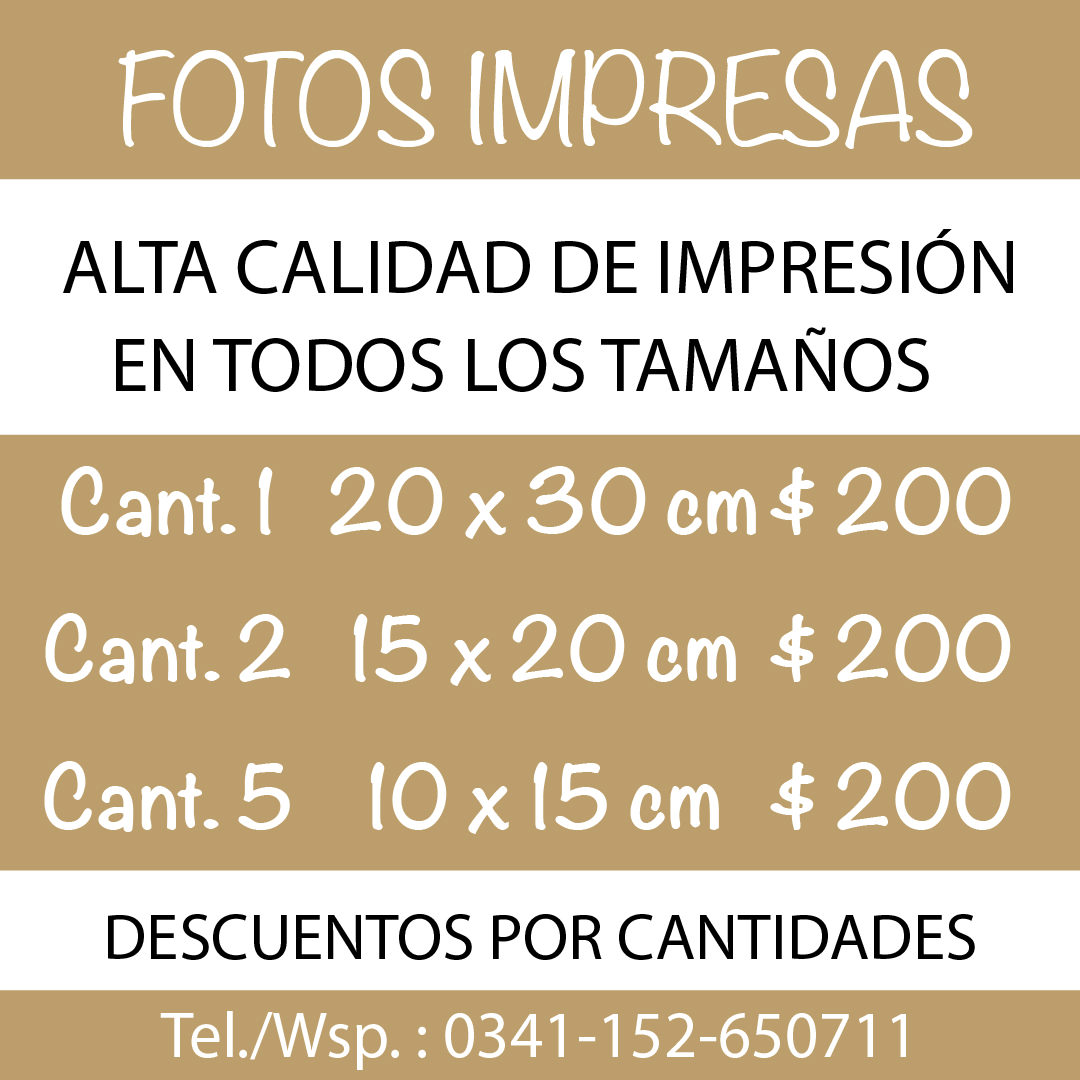 FOTOS IMPRESAS
ALTA CALIDAD DE IMPRESIÓN
EN TODOS LOS TAMAÑOS
Cant. 1 20 x 30 cm $ 200
Cant. 2 15 x 20 cm $ 200
Cant. 5 10 x 15 cm $ 200
DESCUENTOS POR CANTIDADES
Tel./Wsp. : 0341-152-650711